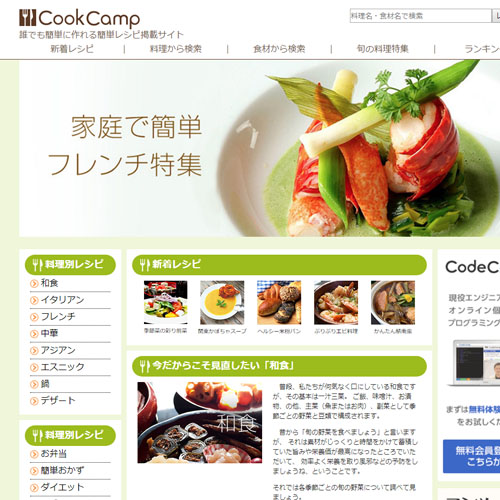 CookCamp
誰でも簡単に作れる簡単レシピ掲載サイト
料理名・食材名で検索
新着レシピ | 料理から検索 | 食材から検索 | 旬の料理特集 | ランキン
家庭で簡単
フレンチ特集
料理別レシピ
和食
イタリアン
フレンチ
中華
アジアン
エスニック
鍋
デザート
料理別レシピ
お弁当
簡単おかず
ダイエット
新着レシピ
季節菜の彩り前菜
関東かぼちゃスープ
ヘルシー米粉パン
ぷりぷりエビ料理
かんたん結南蛮
今だからこそ見直したい「和食」
和食
普段、私たちが何気なく口にしている和食ですが、その基本は一汁三菜。ご飯、味噌汁、お漬物、の他、主菜（魚またはお肉）、副菜として季節ごとの野菜と豆類で構成されます。
昔から「旬の野菜を食べましょう」と言いますが、それは素材がじっくりと時間をかけて蓄積していた旨みや栄養価が最高になったところでいただいて、効率よく栄養を取り風邪などの予防をしましょうね、ということです。
それでは各季節ごとの旬の野菜について調べて見ましょう。
CodeC
現役エンジニ
オンライン個
プログラミング
まずは無料体験
をお試しくだ
無料会員登
こちらか